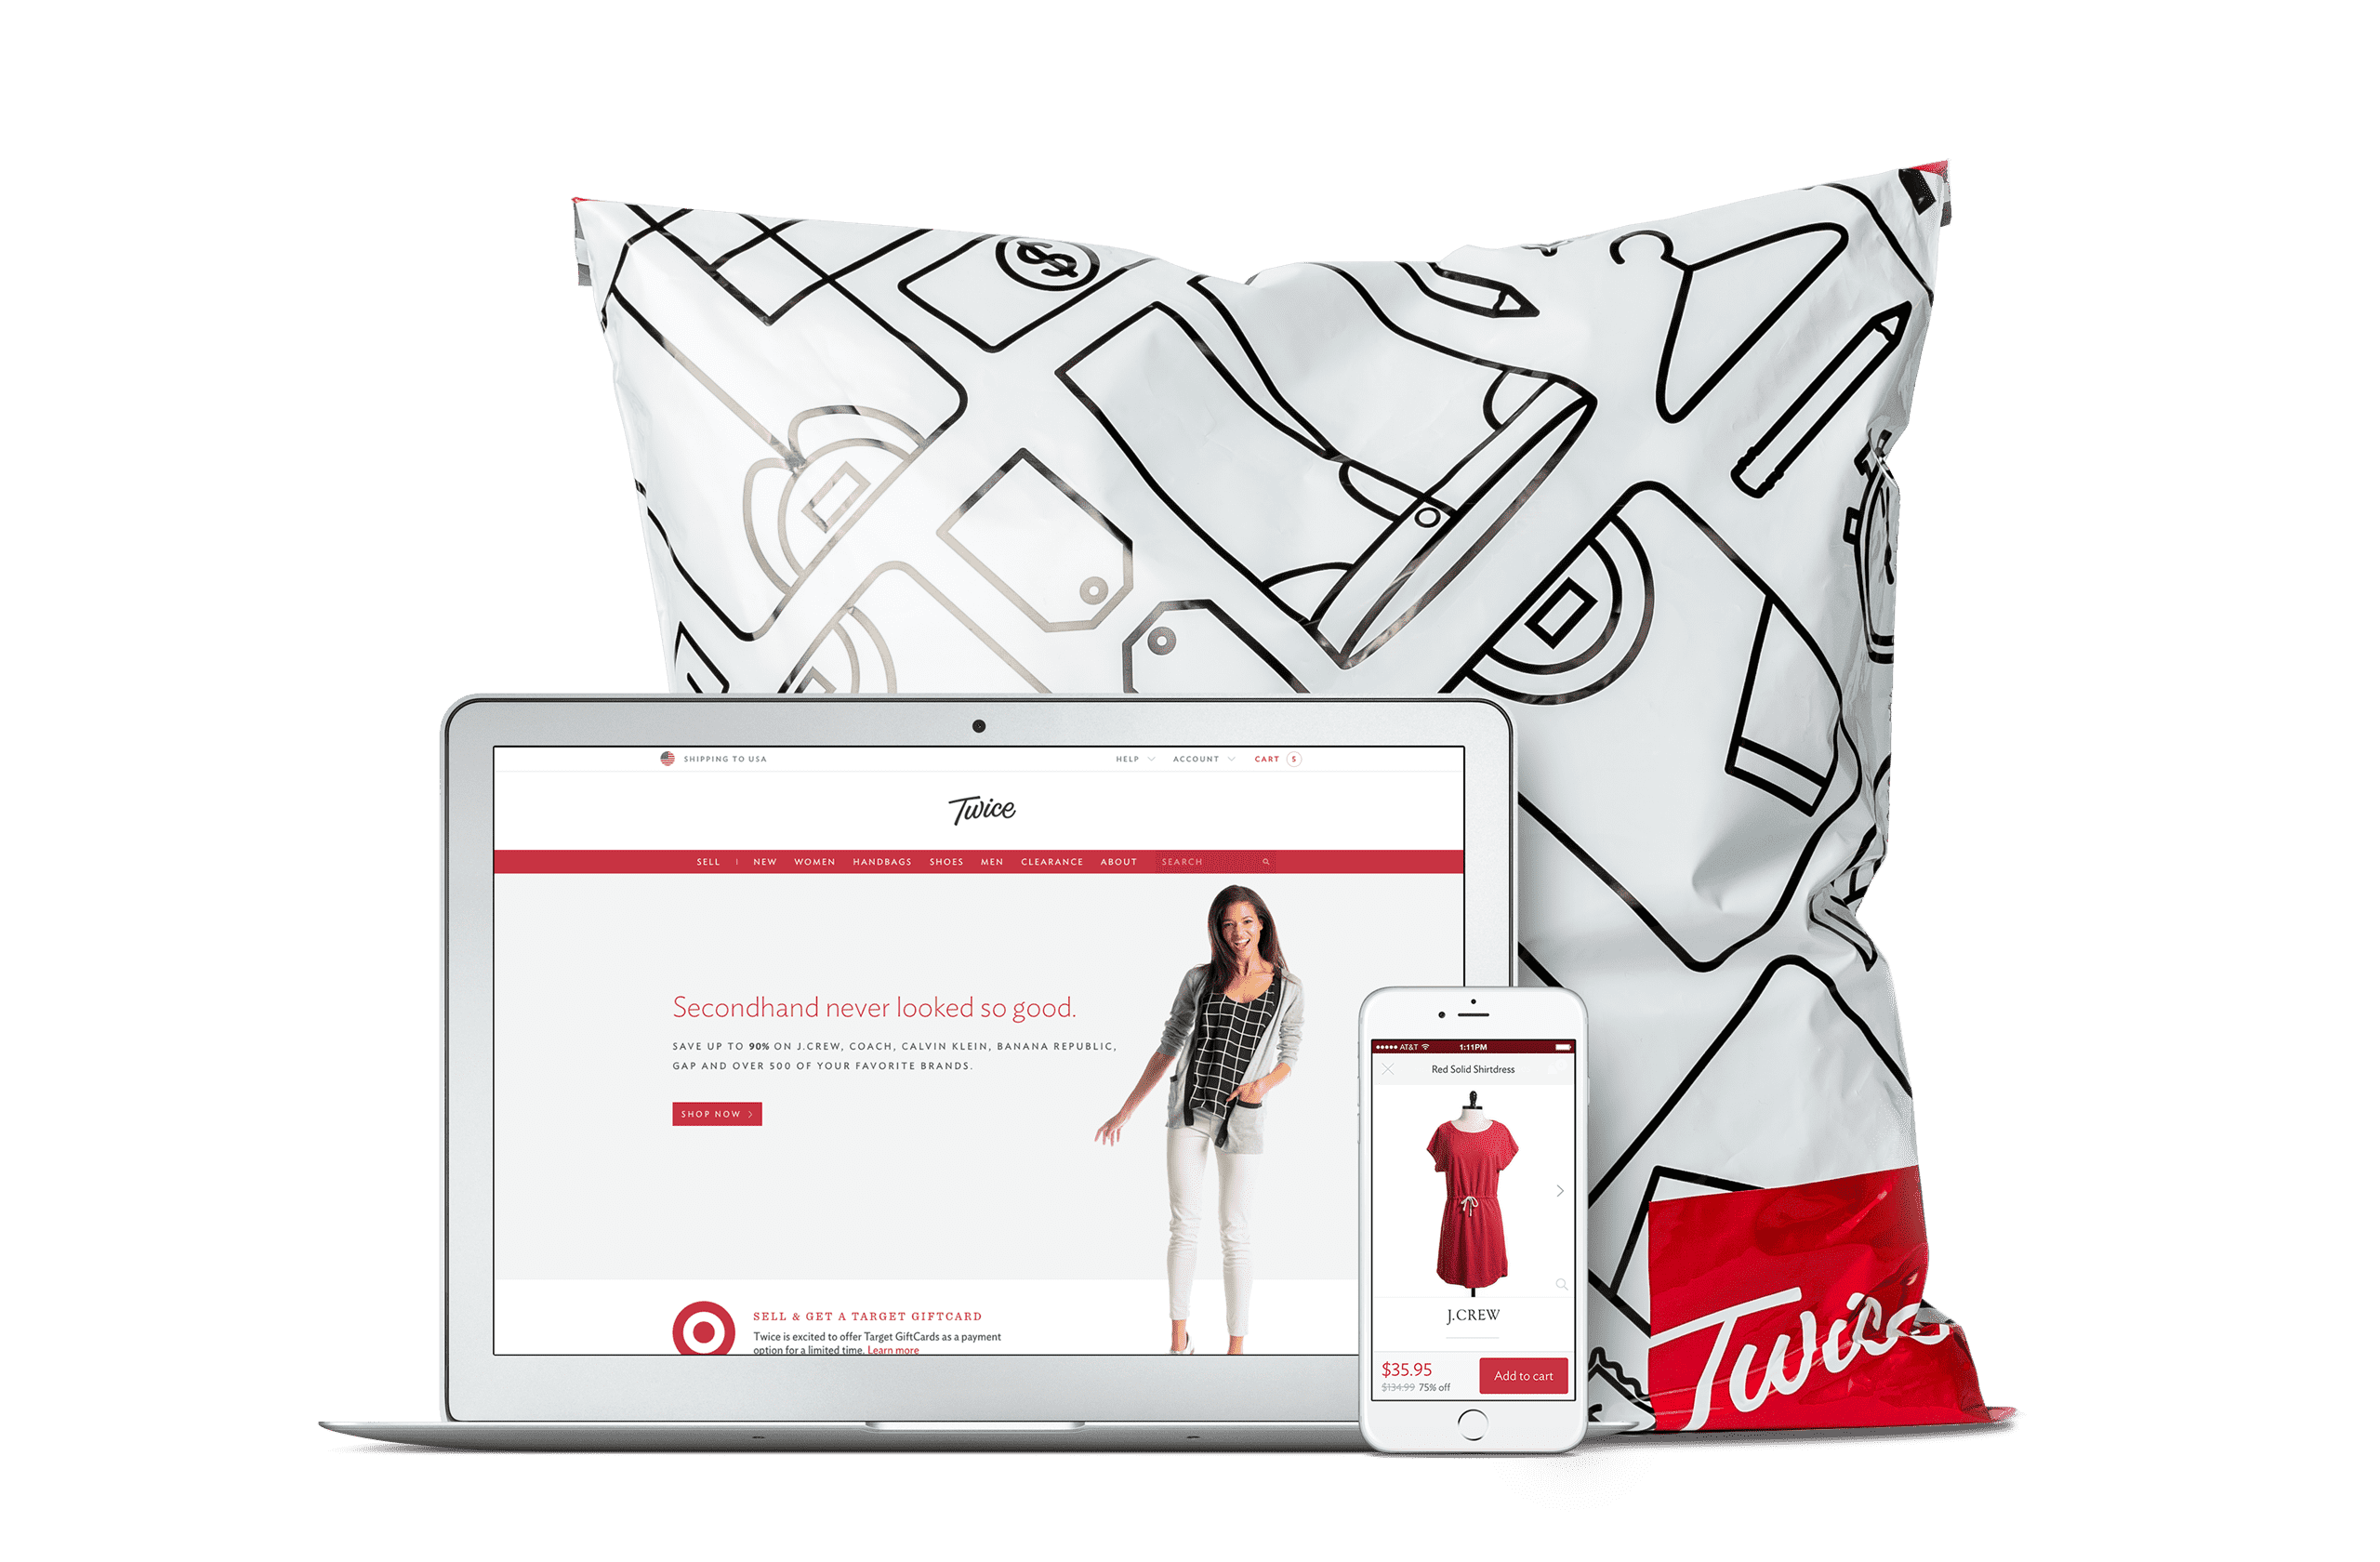 $
SHIPPING TO USA
HELP ACCOUNT CART 5
Twice
SELL | NEW WOMEN HANDBAGS SHOES MEN CLEARANCE ABOUT SEARCH
Secondhand never looked so good.
SAVE UP TO 90% ON J.CREW, COACH, CALVIN KLEIN, BANANA REPUBLIC,
GAP AND OVER 500 OF YOUR FAVORITE BRANDS.
SHOP NOW >
SELL & GET A TARGET GIFTCARD
Twice is excited to offer Target GiftCards as a payment
option for a limited time. Learn more
AT&T 1:11PM
Red Solid Shirtdress
J.CREW
$35.95
$134.99 75% off
Add to cart
Twice